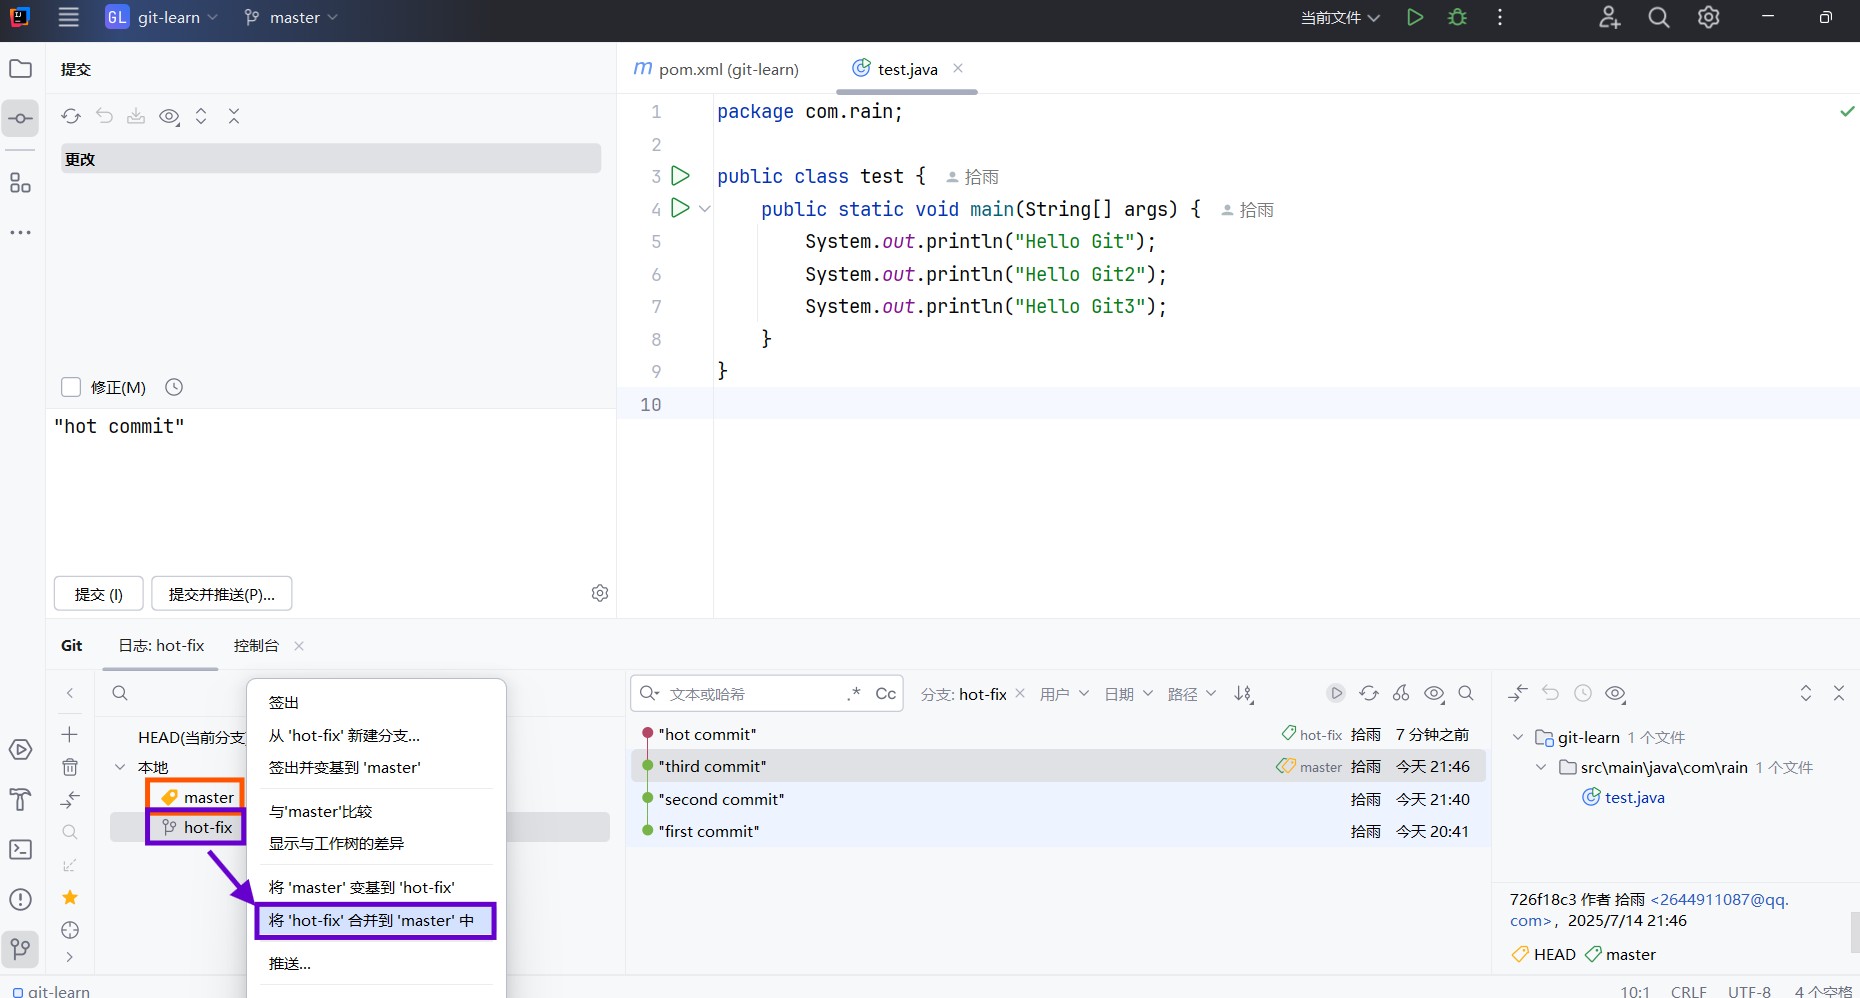 GL git-learn master 当前文件
提交
更改
修正(M)
"hot commit"
提交 (I) 提交并推送(P)...
pom.xml (git-learn) test.java
1 package com.rain;
2
3 public class test { 拾雨
4 public static void main(String[] args) { 拾雨
5 System.out.println("Hello Git");
6 System.out.println("Hello Git2");
7 System.out.println("Hello Git3");
8 }
9 }
10
Git 日志: hot-fix 控制台
HEAD(当前分支
本地
master
hot-fix
签出
从 'hot-fix' 新建分支...
签出并变基到 'master'
与'master'比较
显示与工作树的差异
将 'master' 变基到 'hot-fix'
将 'hot-fix' 合并到 'master' 中
推送...
文本或哈希 .* Cc 分支: hot-fix 用户 日期 路径
"hot commit" hot-fix 拾雨 7 分钟之前
"third commit" master 拾雨 今天 21:46
"second commit" 拾雨 今天 21:40
"first commit" 拾雨 今天 20:41
git-learn 1 个文件
src\main\java\com\rain 1 个文件
test.java
726f18c3 作者 拾雨 <2644911087@qq.
com>，2025/7/14 21:46
HEAD master
git-learn 10:1 CRLF UTF-8 4 个空格